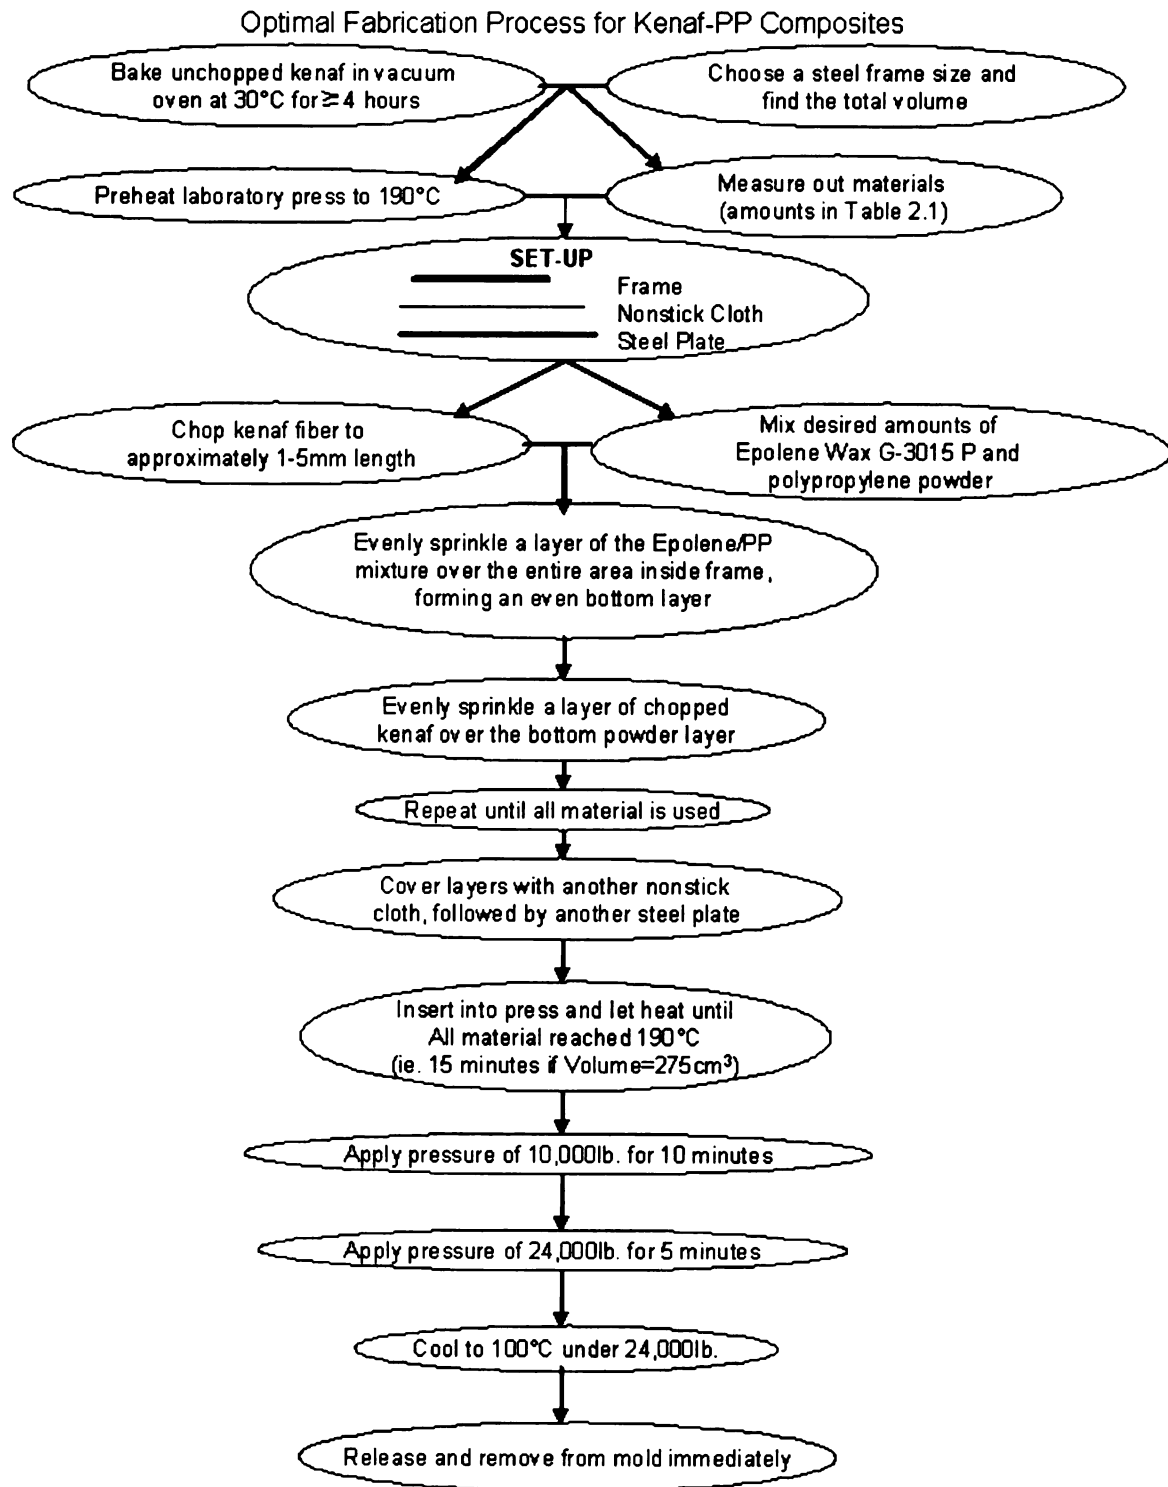 Optimal Fabrication Process for Kenaf-PP Composites
Bake unchopped kenaf in vacuum
oven at 30°C for ≥4 hours
Choose a steel frame size and
find the total volume
Preheat laboratory press to 190°C
Measure out materials
(amounts in Table 2.1)
SET-UP
Frame
Nonstick Cloth
Steel Plate
Chop kenaf fiber to
approximately 1-5mm length
Mix desired amounts of
Epolene Wax G-3015 P and
polypropylene powder
Evenly sprinkle a layer of the Epolene/PP
mixture over the entire area inside frame,
forming an even bottom layer
Evenly sprinkle a layer of chopped
kenaf over the bottom powder layer
Repeat until all material is used
Cover layers with another nonstick
cloth, followed by another steel plate
Insert into press and let heat until
All material reached 190°C
(ie. 15 minutes if Volume=275cm³)
Apply pressure of 10,000lb. for 10 minutes
Apply pressure of 24,000lb. for 5 minutes
Cool to 100°C under 24,000lb.
Release and remove from mold immediately